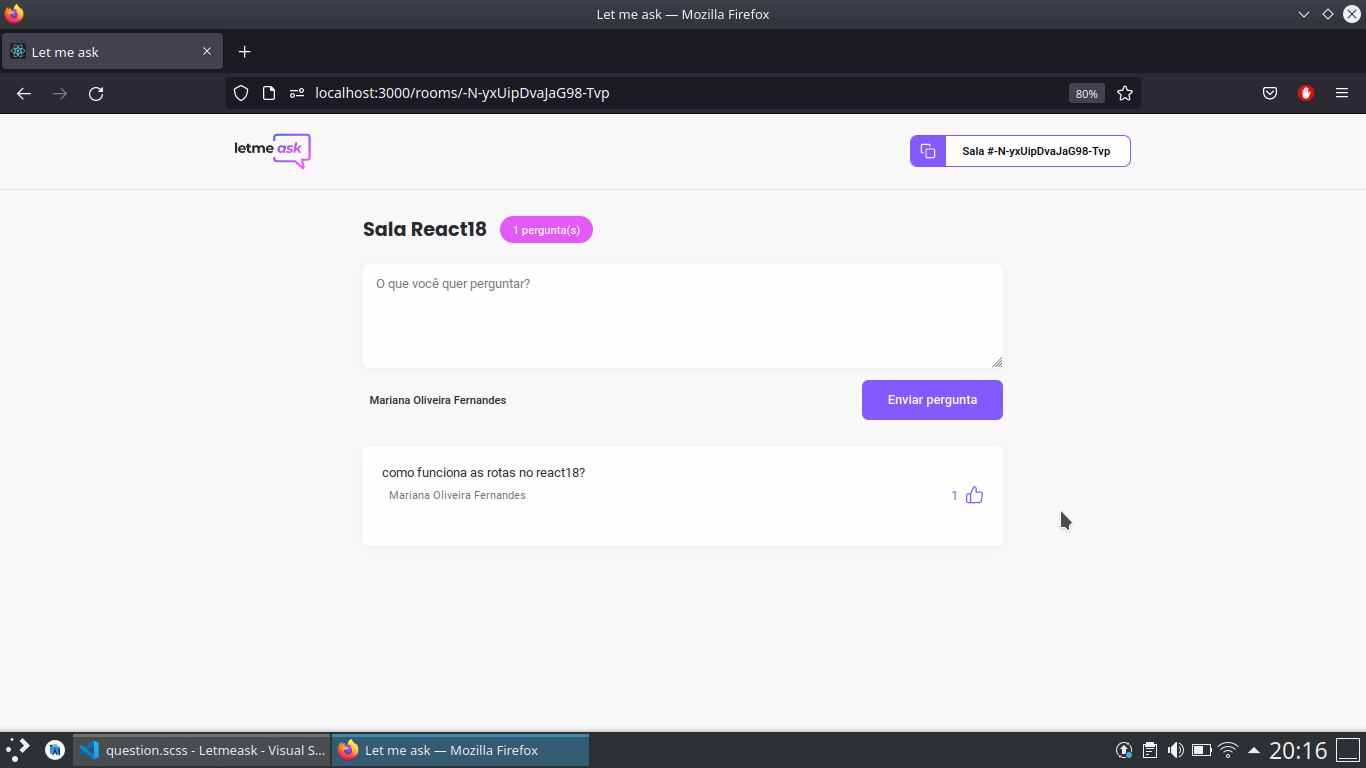 Let me ask — Mozilla Firefox
Let me ask
localhost:3000/rooms/-N-yxUipDvaJaG98-Tvp
80%
letme ask
Sala #-N-yxUipDvaJaG98-Tvp
Sala React18
1 pergunta(s)
O que você quer perguntar?
Mariana Oliveira Fernandes
Enviar pergunta
como funciona as rotas no react18?
Mariana Oliveira Fernandes
1
question.scss - Letmeask - Visual S...
Let me ask — Mozilla Firefox
20:16